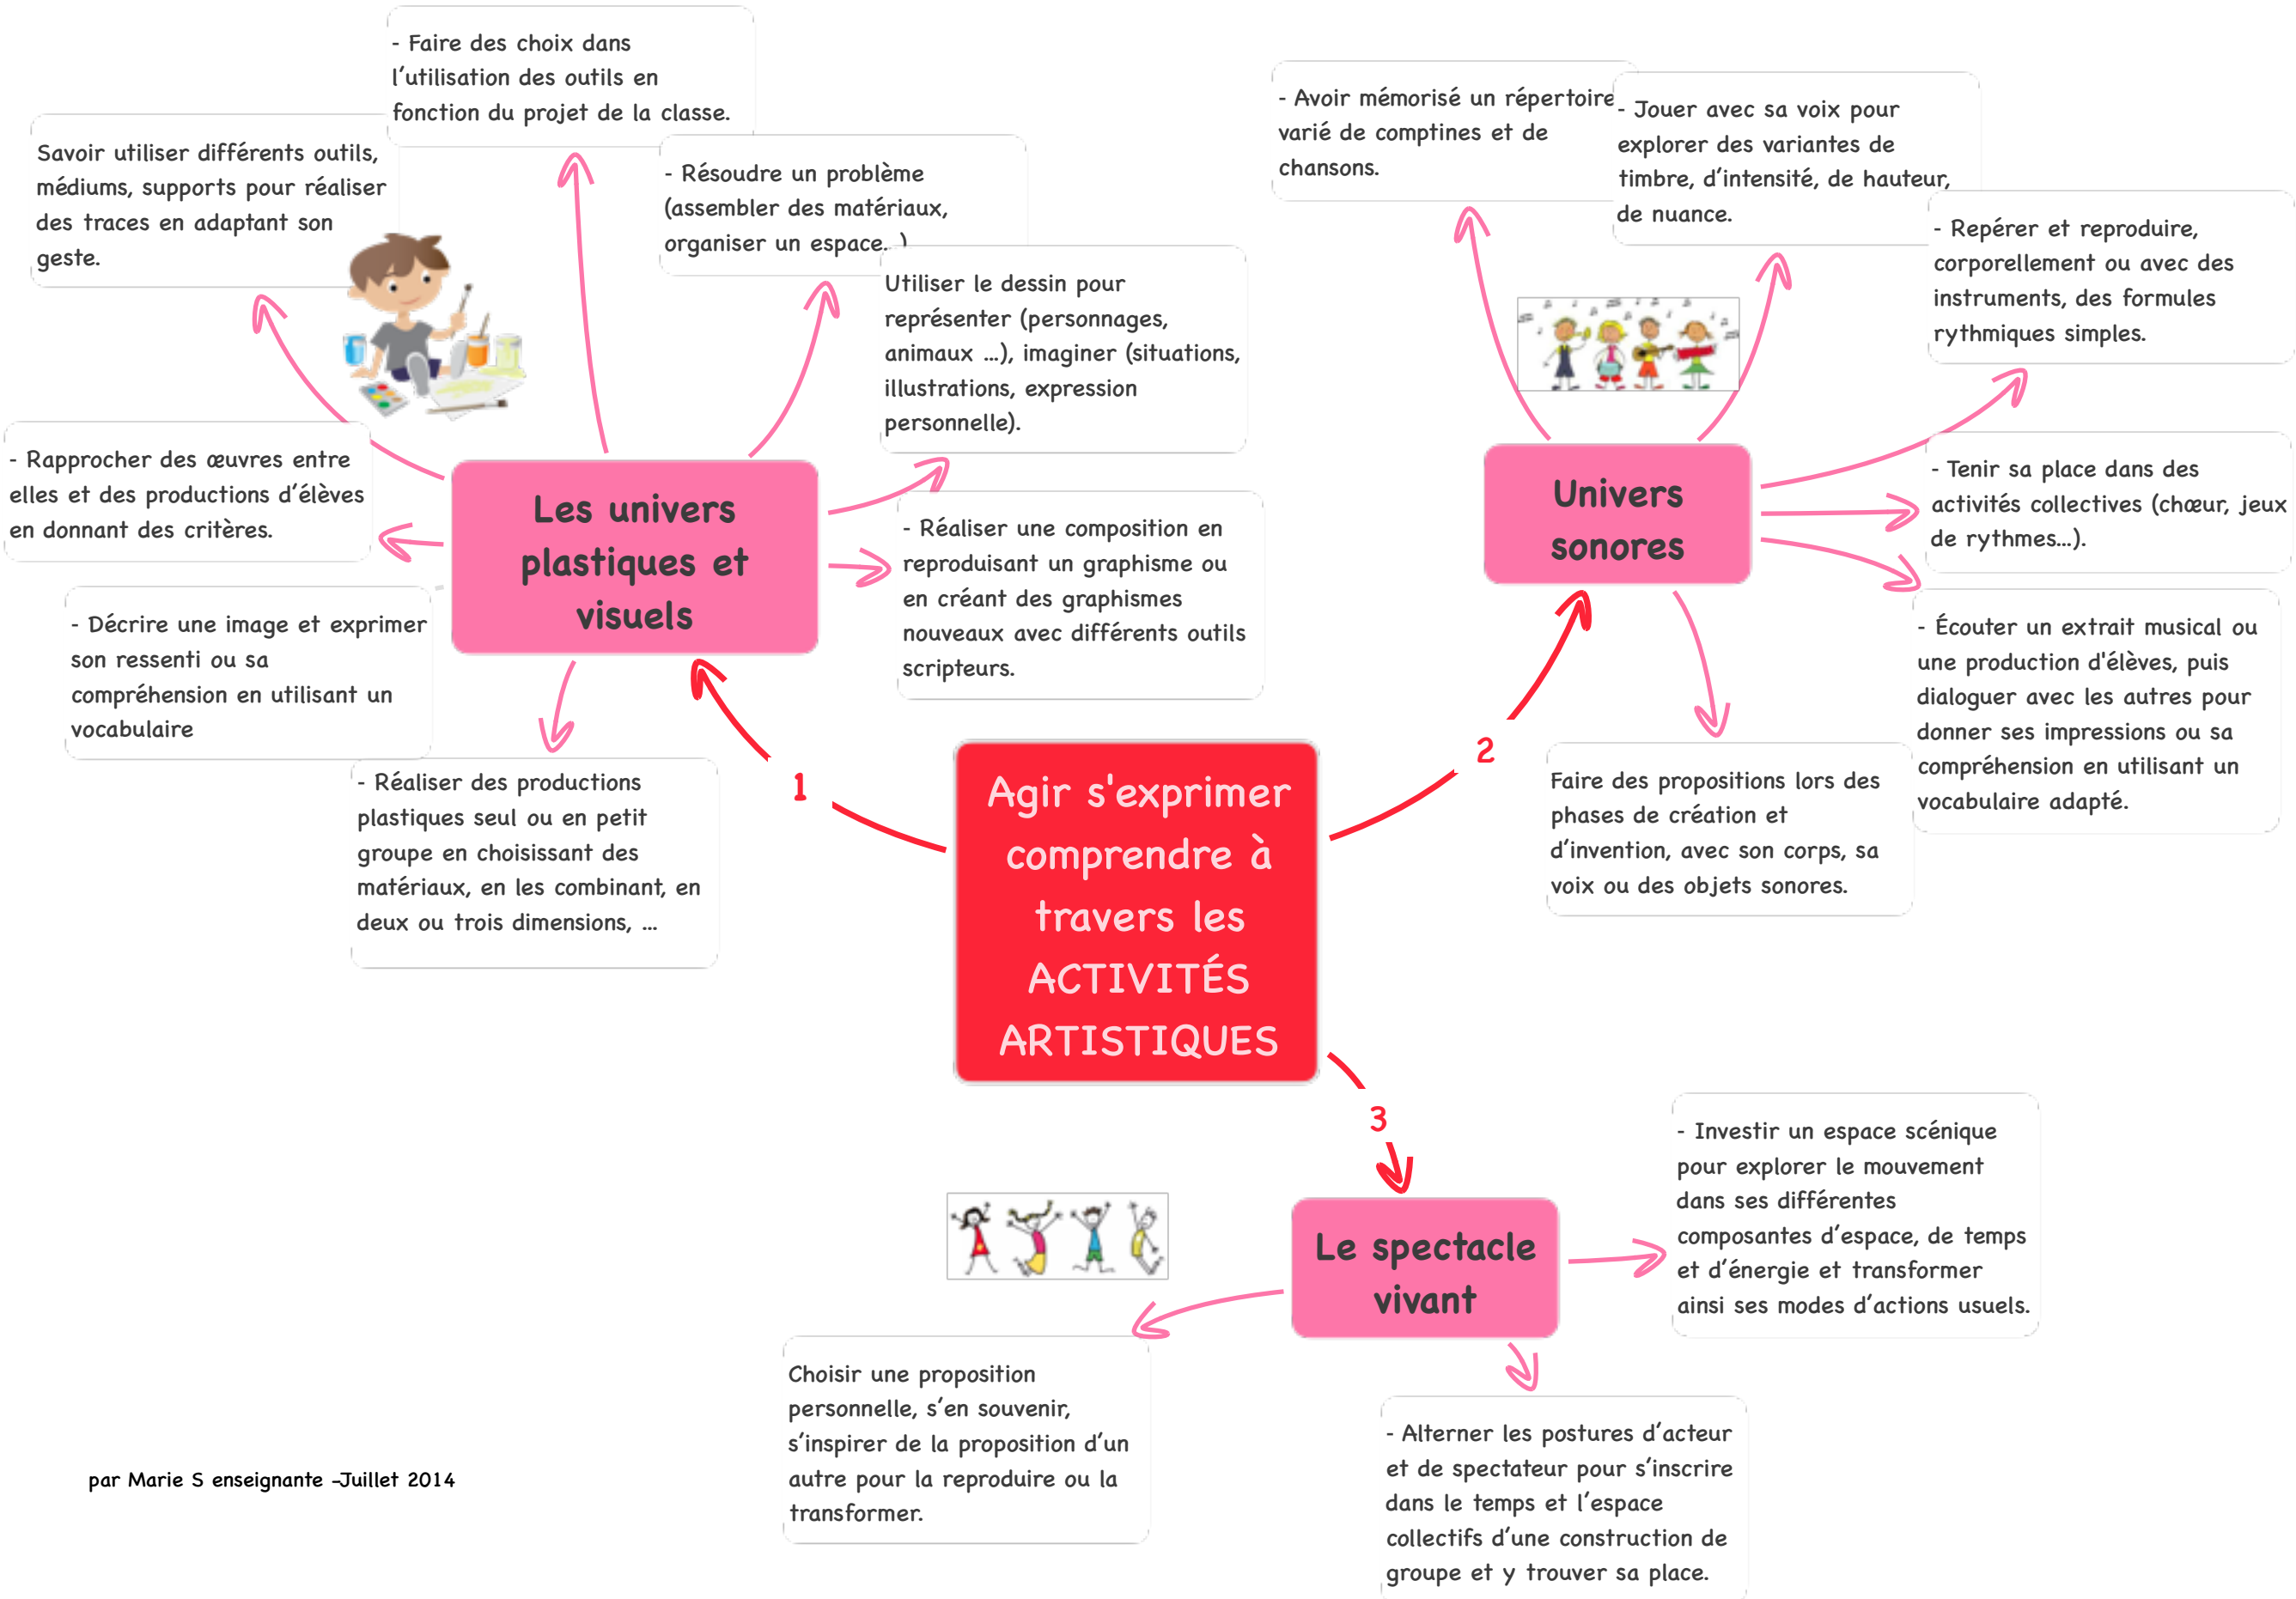 - Faire des choix dans
l'utilisation des outils en
fonction du projet de la classe.
Savoir utiliser différents outils,
médiums, supports pour réaliser
des traces en adaptant son
geste.
- Résoudre un problème
(assembler des matériaux,
organiser un espace...)
Utiliser le dessin pour
représenter (personnages,
animaux ...), imaginer (situations,
illustrations, expression
personnelle).
- Rapprocher des œuvres entre
elles et des productions d'élèves
en donnant des critères.
Les univers
plastiques et
visuels
- Réaliser une composition en
reproduisant un graphisme ou
en créant des graphismes
nouveaux avec différents outils
scripteurs.
- Décrire une image et exprimer
son ressenti ou sa
compréhension en utilisant un
vocabulaire
- Réaliser des productions
plastiques seul ou en petit
groupe en choisissant des
matériaux, en les combinant, en
deux ou trois dimensions, ...
1
- Avoir mémorisé un répertoire
varié de comptines et de
chansons.
- Jouer avec sa voix pour
explorer des variantes de
timbre, d'intensité, de hauteur,
de nuance.
- Repérer et reproduire,
corporellement ou avec des
instruments, des formules
rythmiques simples.
Univers
sonores
- Tenir sa place dans des
activités collectives (chœur, jeux
de rythmes...).
- Écouter un extrait musical ou
une production d'élèves, puis
dialoguer avec les autres pour
donner ses impressions ou sa
compréhension en utilisant un
vocabulaire adapté.
2
Faire des propositions lors des
phases de création et
d'invention, avec son corps, sa
voix ou des objets sonores.
Agir s'exprimer
comprendre à
travers les
ACTIVITÉS
ARTISTIQUES
3
Le spectacle
vivant
- Investir un espace scénique
pour explorer le mouvement
dans ses différentes
composantes d'espace, de temps
et d'énergie et transformer
ainsi ses modes d'actions usuels.
Choisir une proposition
personnelle, s'en souvenir,
s'inspirer de la proposition d'un
autre pour la reproduire ou la
transformer.
- Alterner les postures d'acteur
et de spectateur pour s'inscrire
dans le temps et l'espace
collectifs d'une construction de
groupe et y trouver sa place.
par Marie S enseignante -Juillet 2014